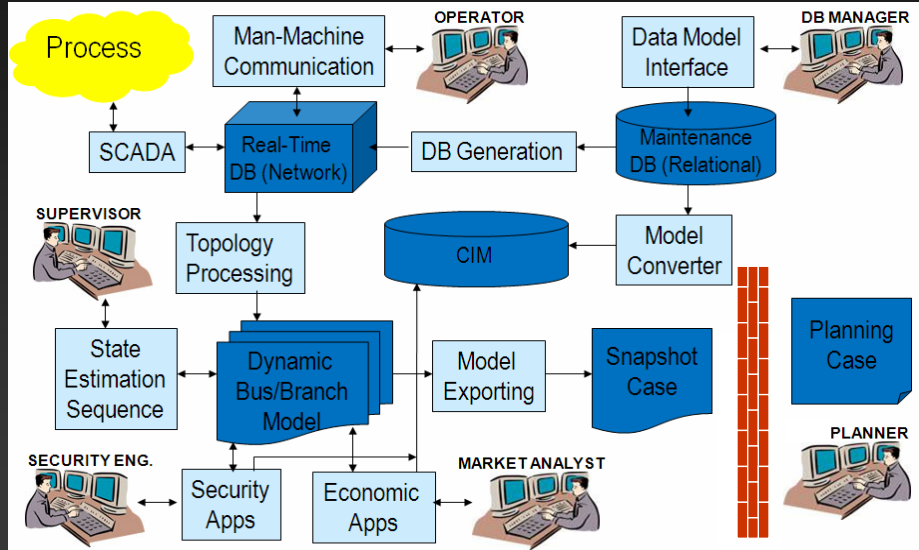 OPERATOR
DB MANAGER
Process
Man-Machine
Communication
Data Model
Interface
SCADA
Real-Time
DB (Network)
DB Generation
Maintenance
DB (Relational)
SUPERVISOR
Topology
Processing
CIM
Model
Converter
State
Estimation
Sequence
Dynamic
Bus/Branch
Model
Model
Exporting
Snapshot
Case
Planning
Case
PLANNER
SECURITY ENG.
Security
Apps
Economic
Apps
MARKET ANALYST